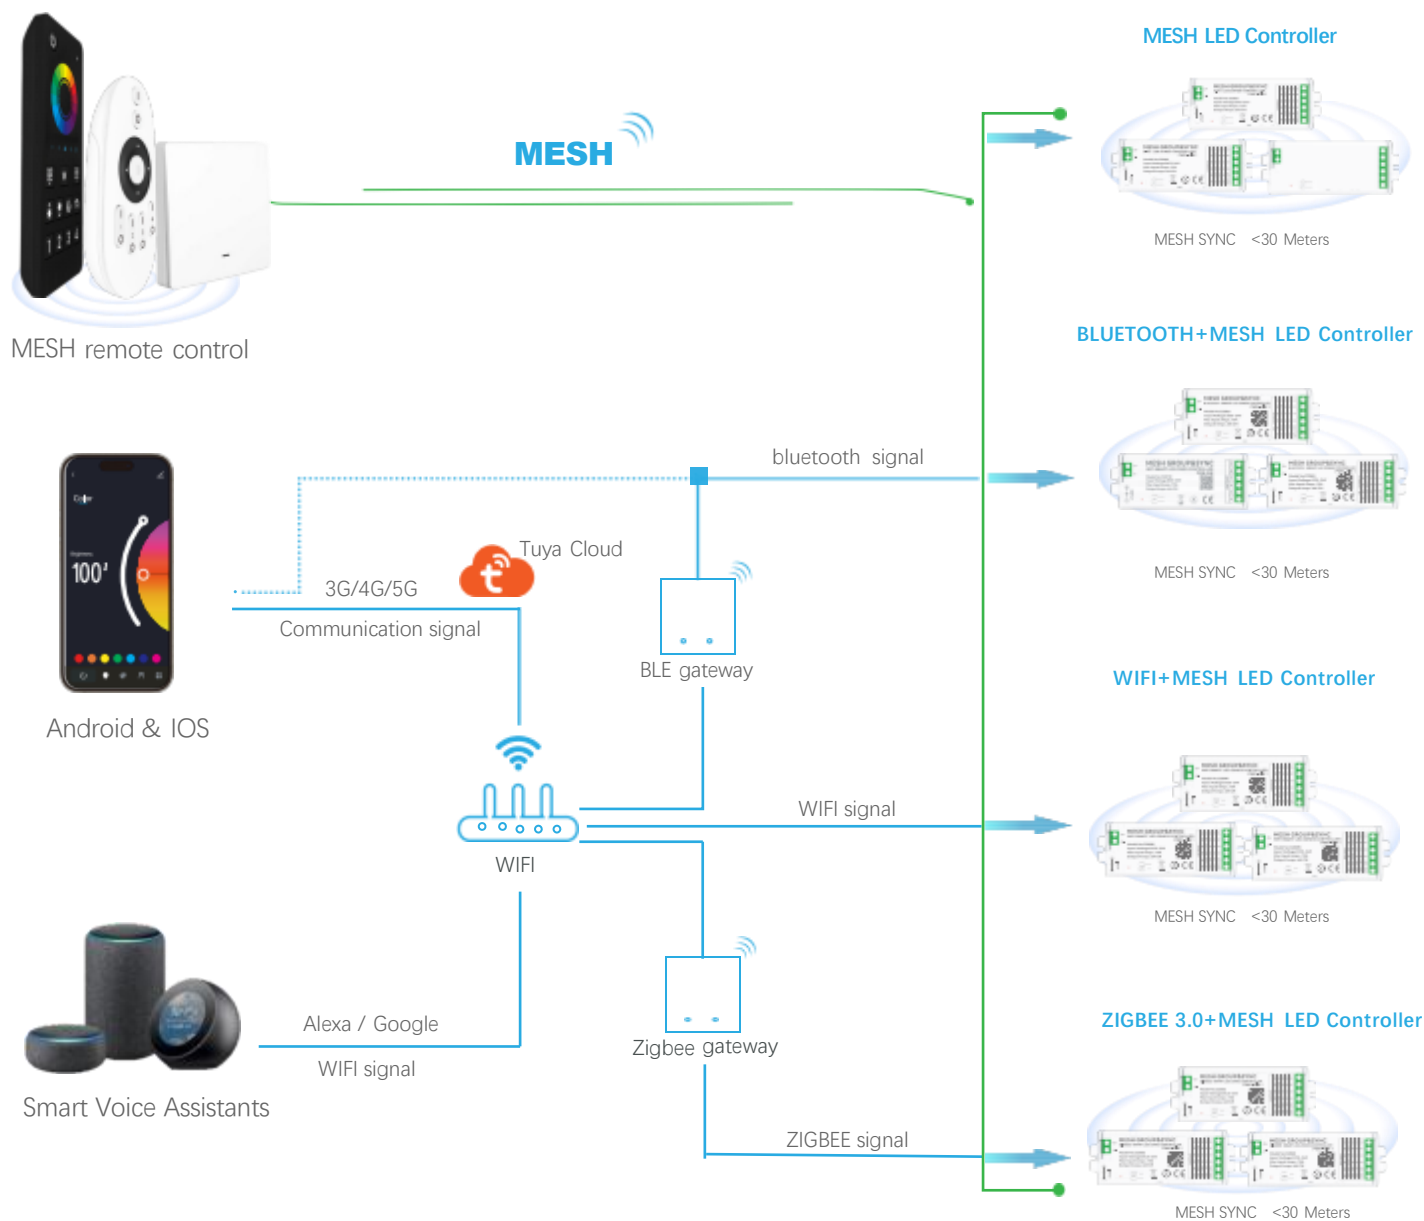 MESH LED Controller
MESH
MESH SYNC <30 Meters
MESH remote control
BLUETOOTH+MESH LED Controller
bluetooth signal
MESH SYNC <30 Meters
Color
100
Tuya Cloud
3G/4G/5G
Communication signal
BLE gateway
Android & IOS
WIFI+MESH LED Controller
WIFI signal
WIFI
MESH SYNC <30 Meters
Alexa / Google
WIFI signal
Smart Voice Assistants
Zigbee gateway
ZIGBEE 3.0+MESH LED Controller
ZIGBEE signal
MESH SYNC <30 Meters